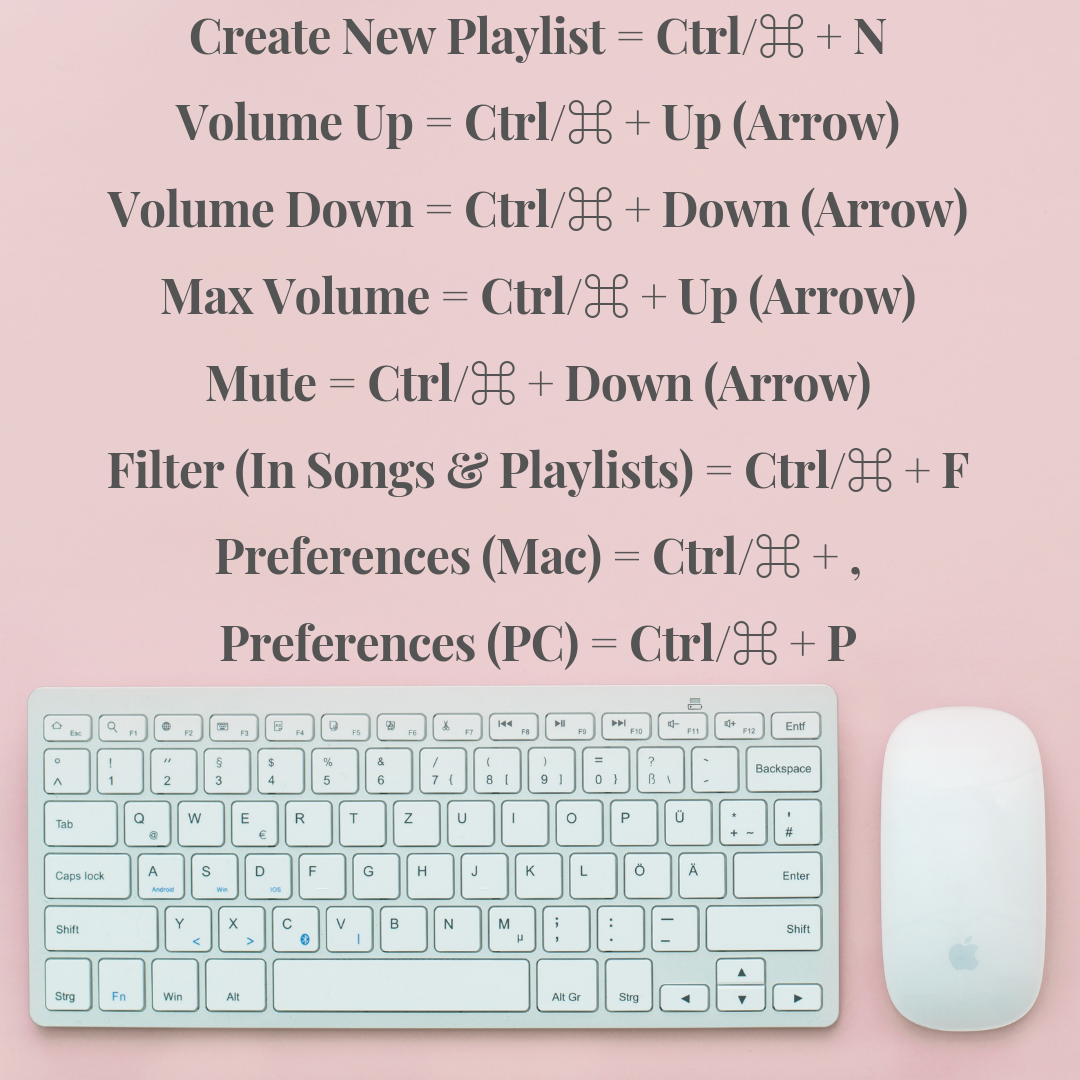 Create New Playlist = Ctrl/⌘ + N
Volume Up = Ctrl/⌘ + Up (Arrow)
Volume Down = Ctrl/⌘ + Down (Arrow)
Max Volume = Ctrl/⌘ + Up (Arrow)
Mute = Ctrl/⌘ + Down (Arrow)
Filter (In Songs & Playlists) = Ctrl/⌘ + F
Preferences (Mac) = Ctrl/⌘ + ,
Preferences (PC) = Ctrl/⌘ + P
Esc F1 F2 F3 F4 F5 F6 F7 F8 F9 F10 F11 F12 Entf
° ^ ! 1 " 2 § 3 $ 4 % 5 & 6 / 7 { ( 8 [ ) 9 ] = 0 } ? ß \ ` ´ Backspace
Tab Q @ W E € R T Z U I O P Ü * + ~ ' #
Caps lock A Android S Win D IOS F G H J K L Ö Ä Enter
Shift Y < X > C V | B N M µ ; , : . — – Shift
Strg Fn Win Alt Alt Gr Strg ◀ ▲ ▼ ▶